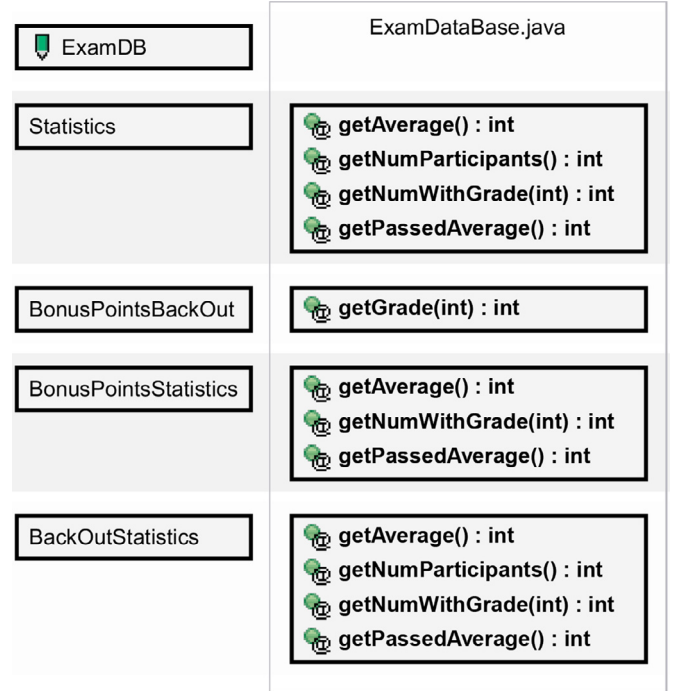 ExamDB
ExamDataBase.java
Statistics
getAverage() : int
getNumParticipants() : int
getNumWithGrade(int) : int
getPassedAverage() : int
BonusPointsBackOut
getGrade(int) : int
BonusPointsStatistics
getAverage() : int
getNumWithGrade(int) : int
getPassedAverage() : int
BackOutStatistics
getAverage() : int
getNumParticipants() : int
getNumWithGrade(int) : int
getPassedAverage() : int